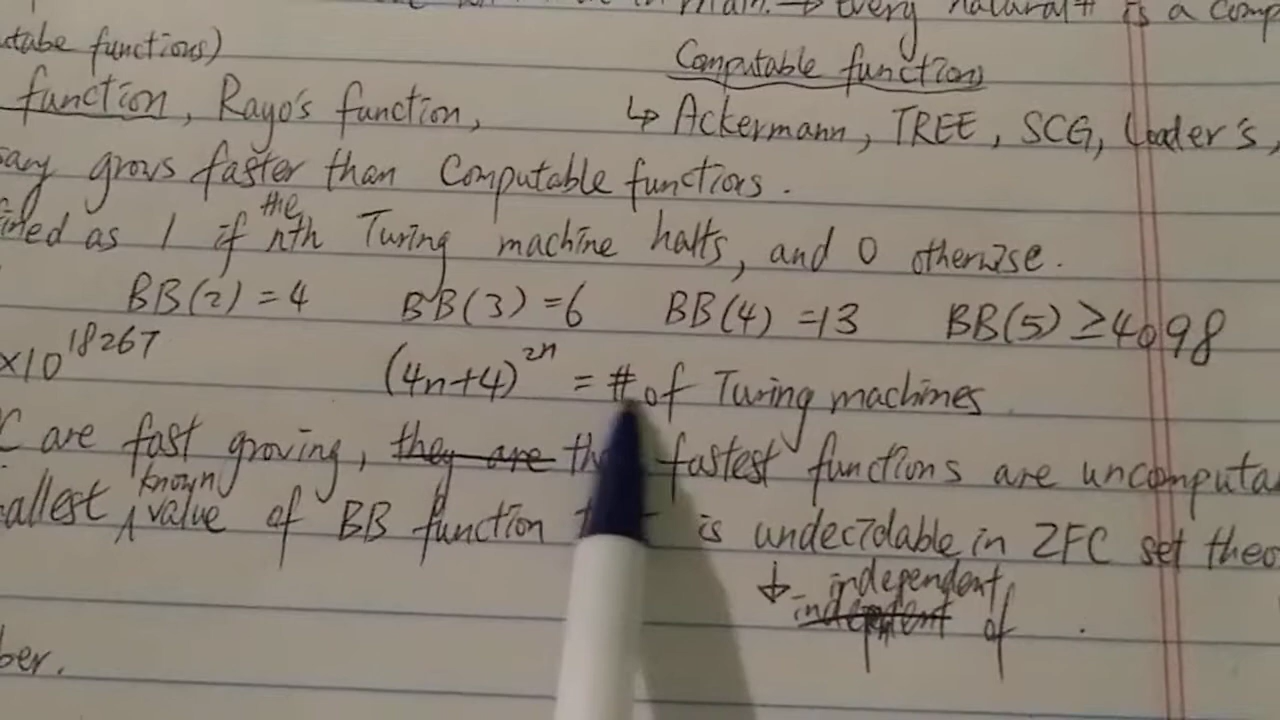 Every natural # is a comp
Computable functions
function, Rayo's function,
↳ Ackermann, TREE, SCG, Loader's,
grows faster than Computable functions.
as 1 if the nth Turing machine halts, and 0 otherwise.
BB(2) = 4 BB(3) = 6 BB(4) = 13 BB(5) ≥ 4098
×10^18267
(4n+4)^2n = # of Turing machines
C are fast growing, they are the fastest functions are uncomputa
allest known value of BB function is undecidable in ZFC set theo
↓ independent
independent of .
ber.